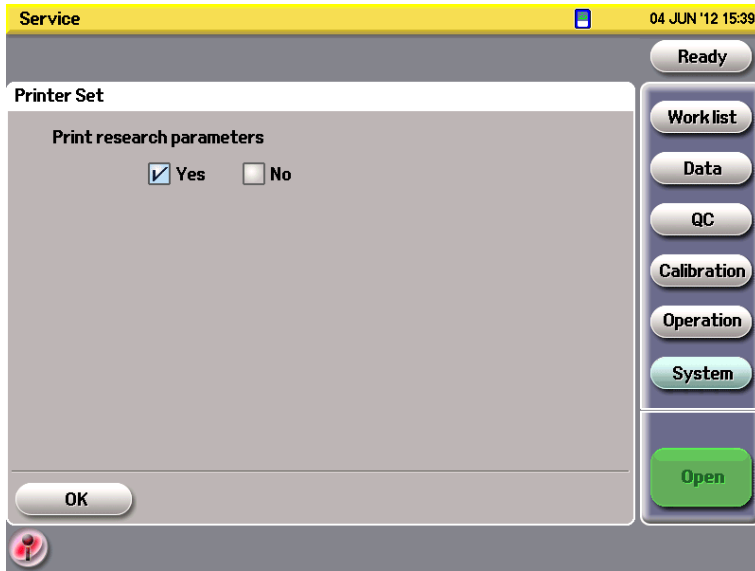 Service
04 JUN '12 15:39
Ready
Printer Set
Print research parameters
Yes No
Work list
Data
QC
Calibration
Operation
System
Open
OK